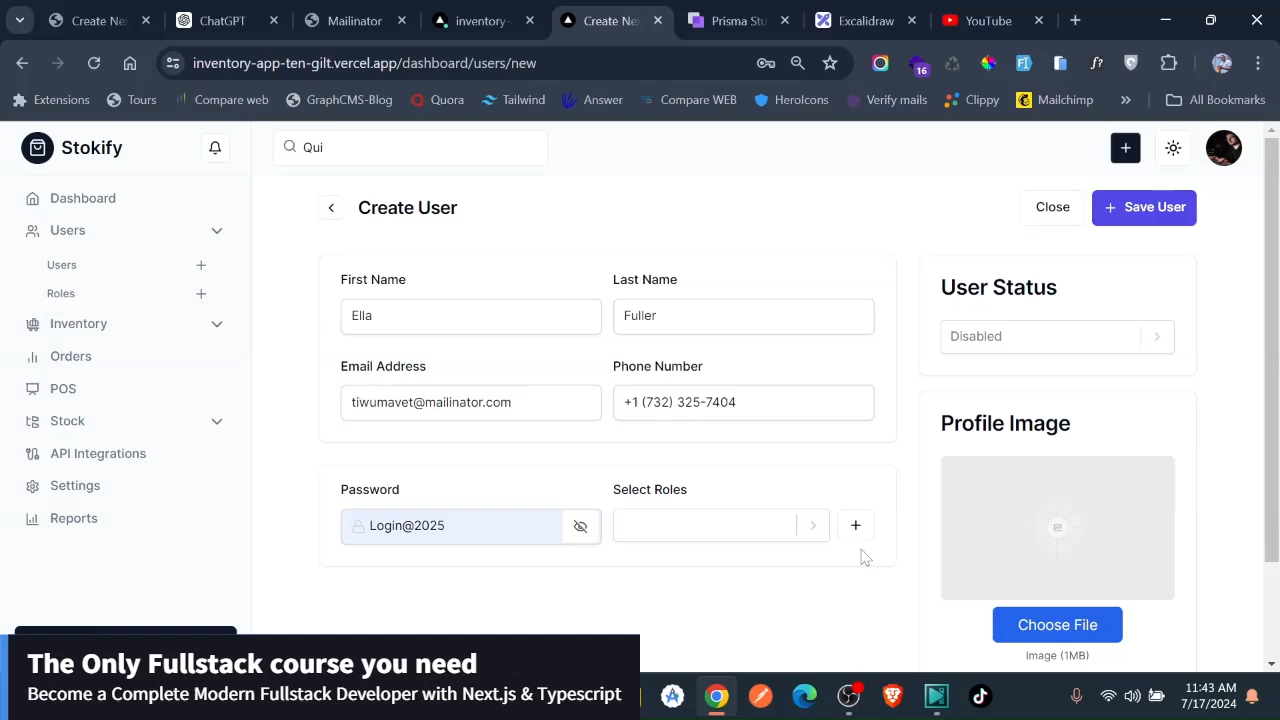 Create Ne
ChatGPT
Mailinator
inventory-
Create Ne
Prisma Stu
Excalidraw
YouTube
inventory-app-ten-gilt.vercel.app/dashboard/users/new
16
Extensions
Tours
Compare web
GraphCMS-Blog
Quora
Tailwind
Answer
Compare WEB
HeroIcons
Verify mails
Clippy
Mailchimp
All Bookmarks
Stokify
Qui
Dashboard
Users
Users
Roles
Inventory
Orders
POS
Stock
API Integrations
Settings
Reports
Create User
Close
Save User
First Name
Last Name
Ella
Fuller
Email Address
Phone Number
tiwumavet@mailinator.com
+1 (732) 325-7404
Password
Select Roles
Login@2025
User Status
Disabled
Profile Image
Choose File
Image (1MB)
The Only Fullstack course you need
Become a Complete Modern Fullstack Developer with Next.js & Typescript
11:43 AM
7/17/2024